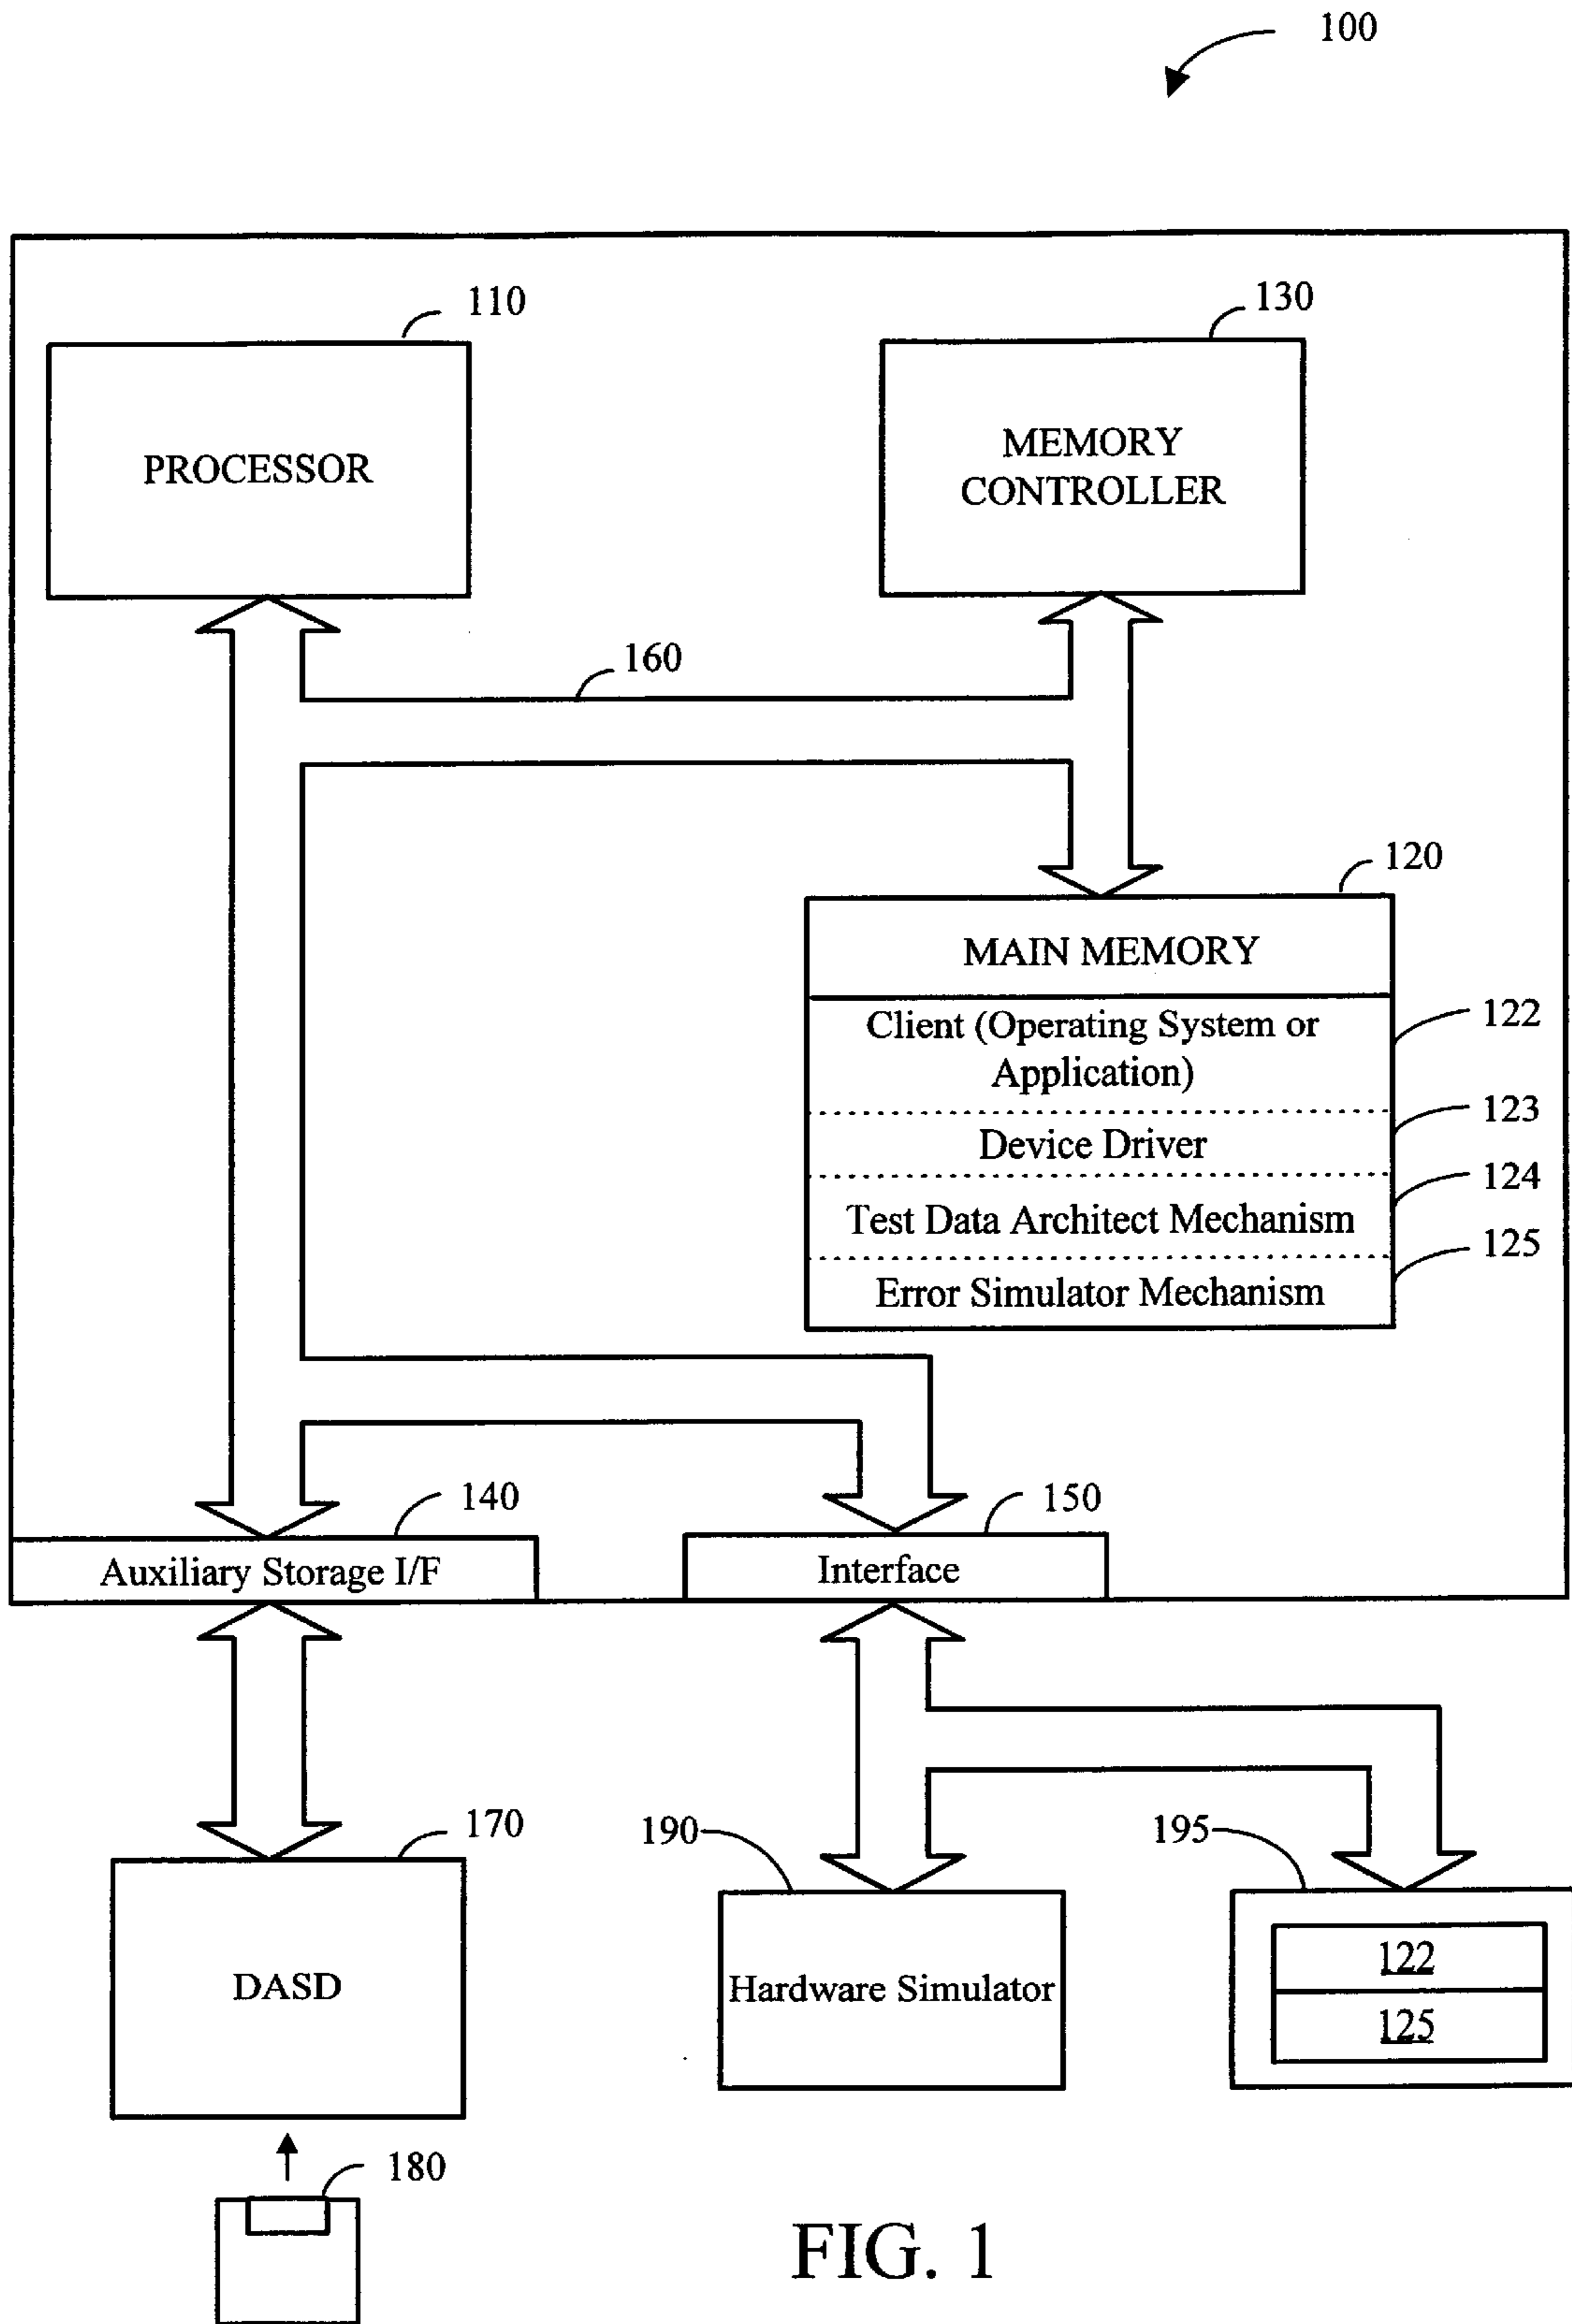 100
110
130
PROCESSOR
MEMORY
CONTROLLER
160
120
MAIN MEMORY
Client (Operating System or
Application)
122
123
Device Driver
124
Test Data Architect Mechanism
125
Error Simulator Mechanism
140
150
Auxiliary Storage I/F
Interface
170
190
195
DASD
Hardware Simulator
122
125
180
FIG. 1